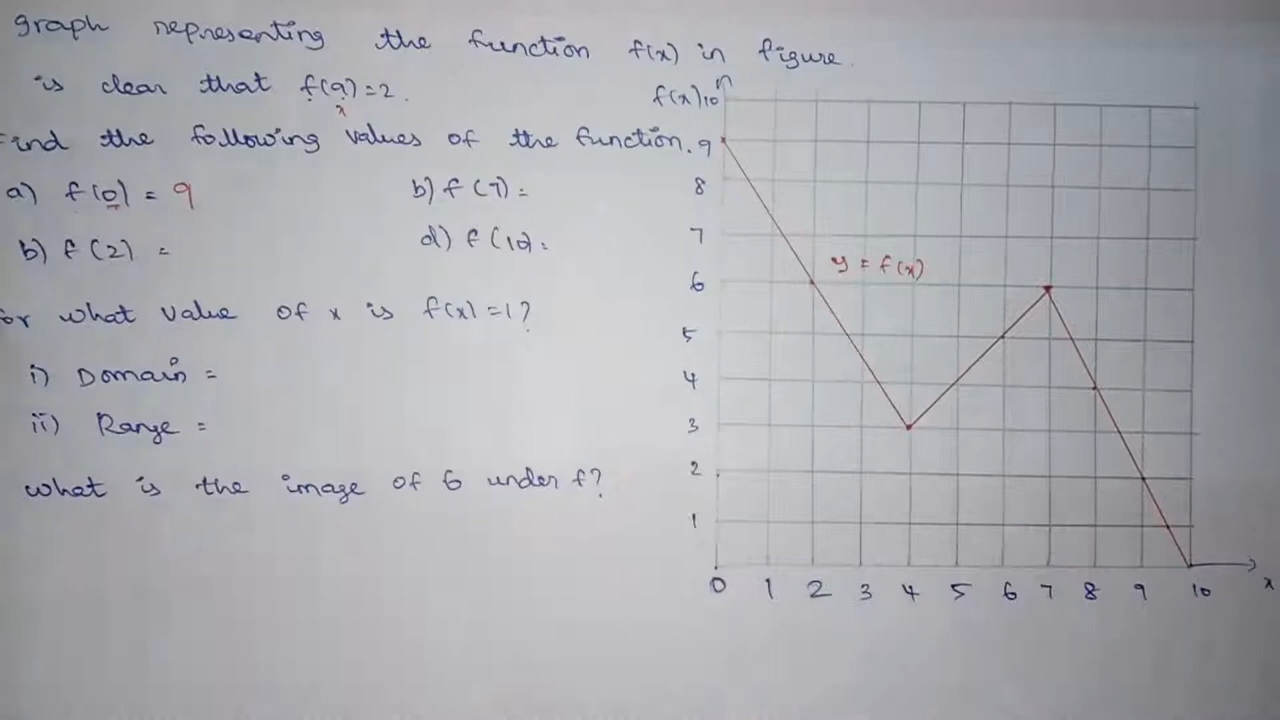 graph representing the function f(x) in figure.
is clear that f(9)=2.
x
ind the following values of the function.
a) f(0) = 9 b) f(7)=
b) f(2) = d) f(10)=
or what value of x is f(x)=1?
i) Domain =
ii) Range =
what is the image of 6 under f?
f(x) 10
9
8
7
6
5
4
3
2
1
y = f(x)
0 1 2 3 4 5 6 7 8 9 10 x